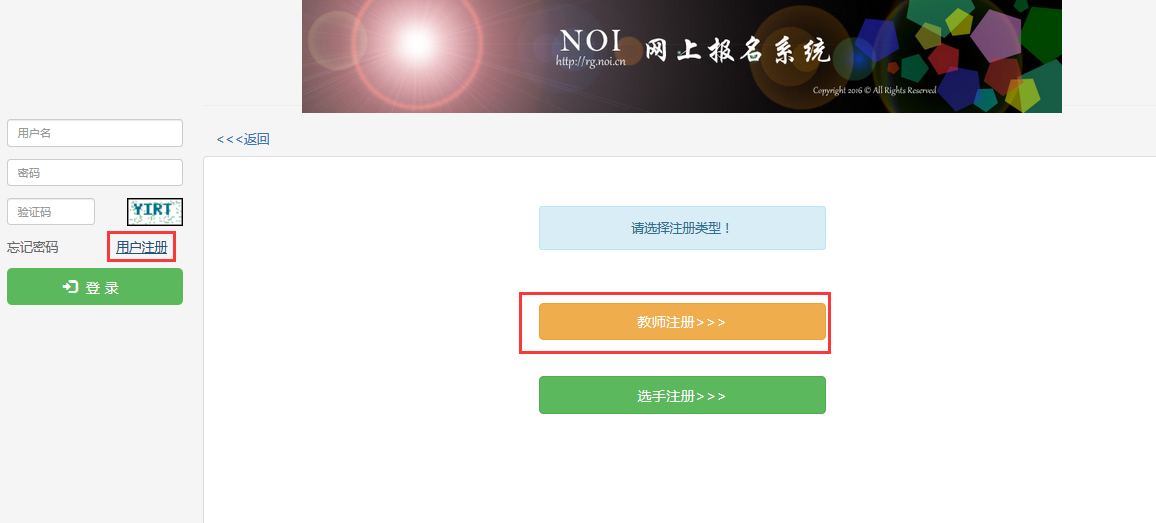 NOI 网上报名系统
http://rg.noi.cn
Copyright 2016 © All Rights Reserved
用户名
密码
验证码
YIRT
忘记密码
用户注册
登 录
<<<返回
请选择注册类型！
教师注册>>>
选手注册>>>